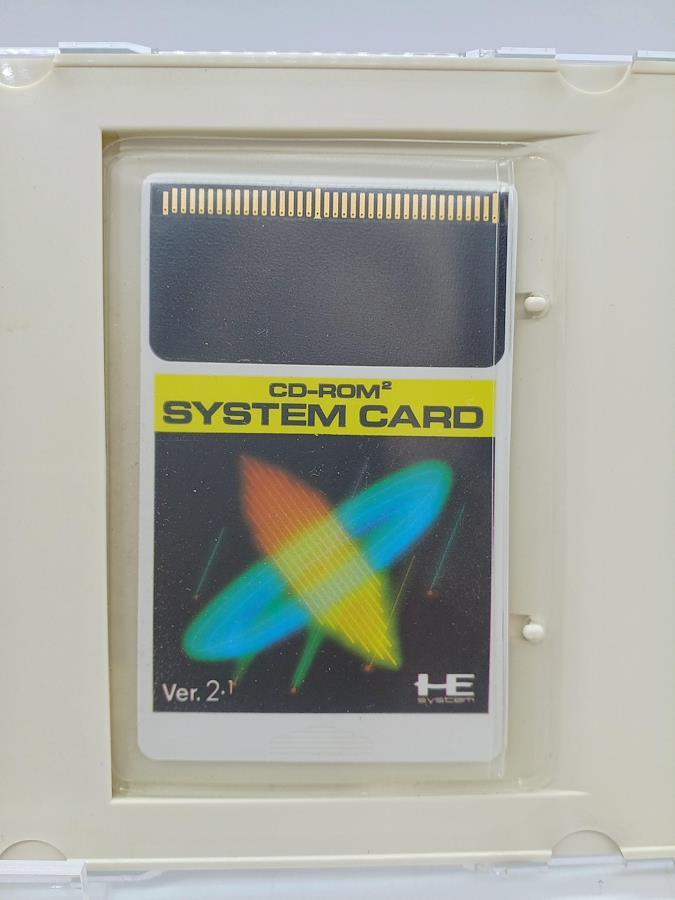 CD-ROM²
SYSTEM CARD
Ver. 2.1
HE
system